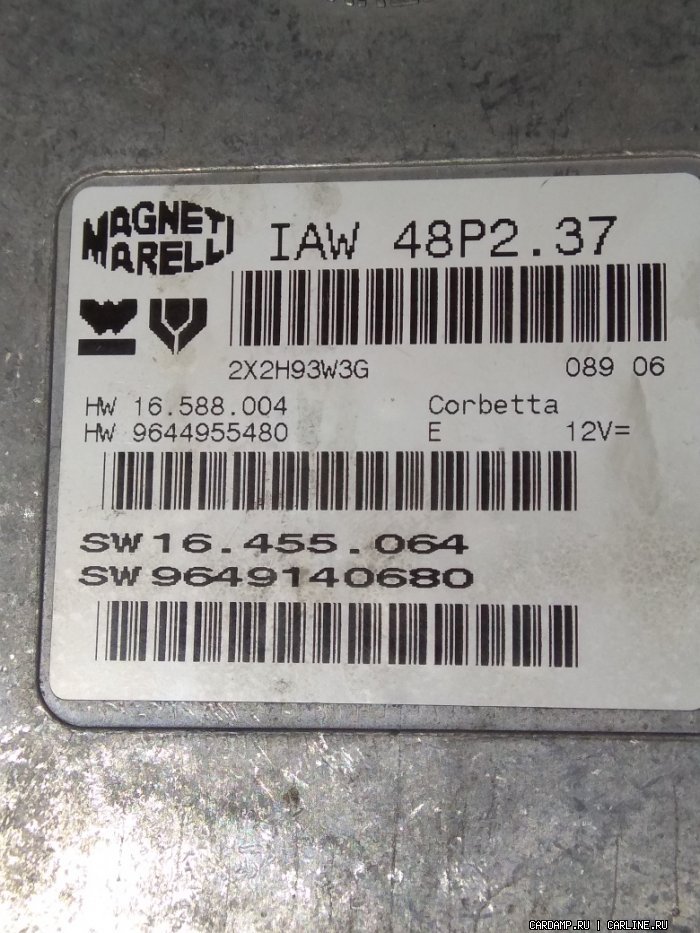 MAGNETI
MARELLI
IAW 48P2.37
2X2H93W3G 089 06
HW 16.588.004 Corbetta
HW 9644955480 E 12V=
SW 16.455.064
SW 9649140680
CARDAMP.RU | CARLINE.RU